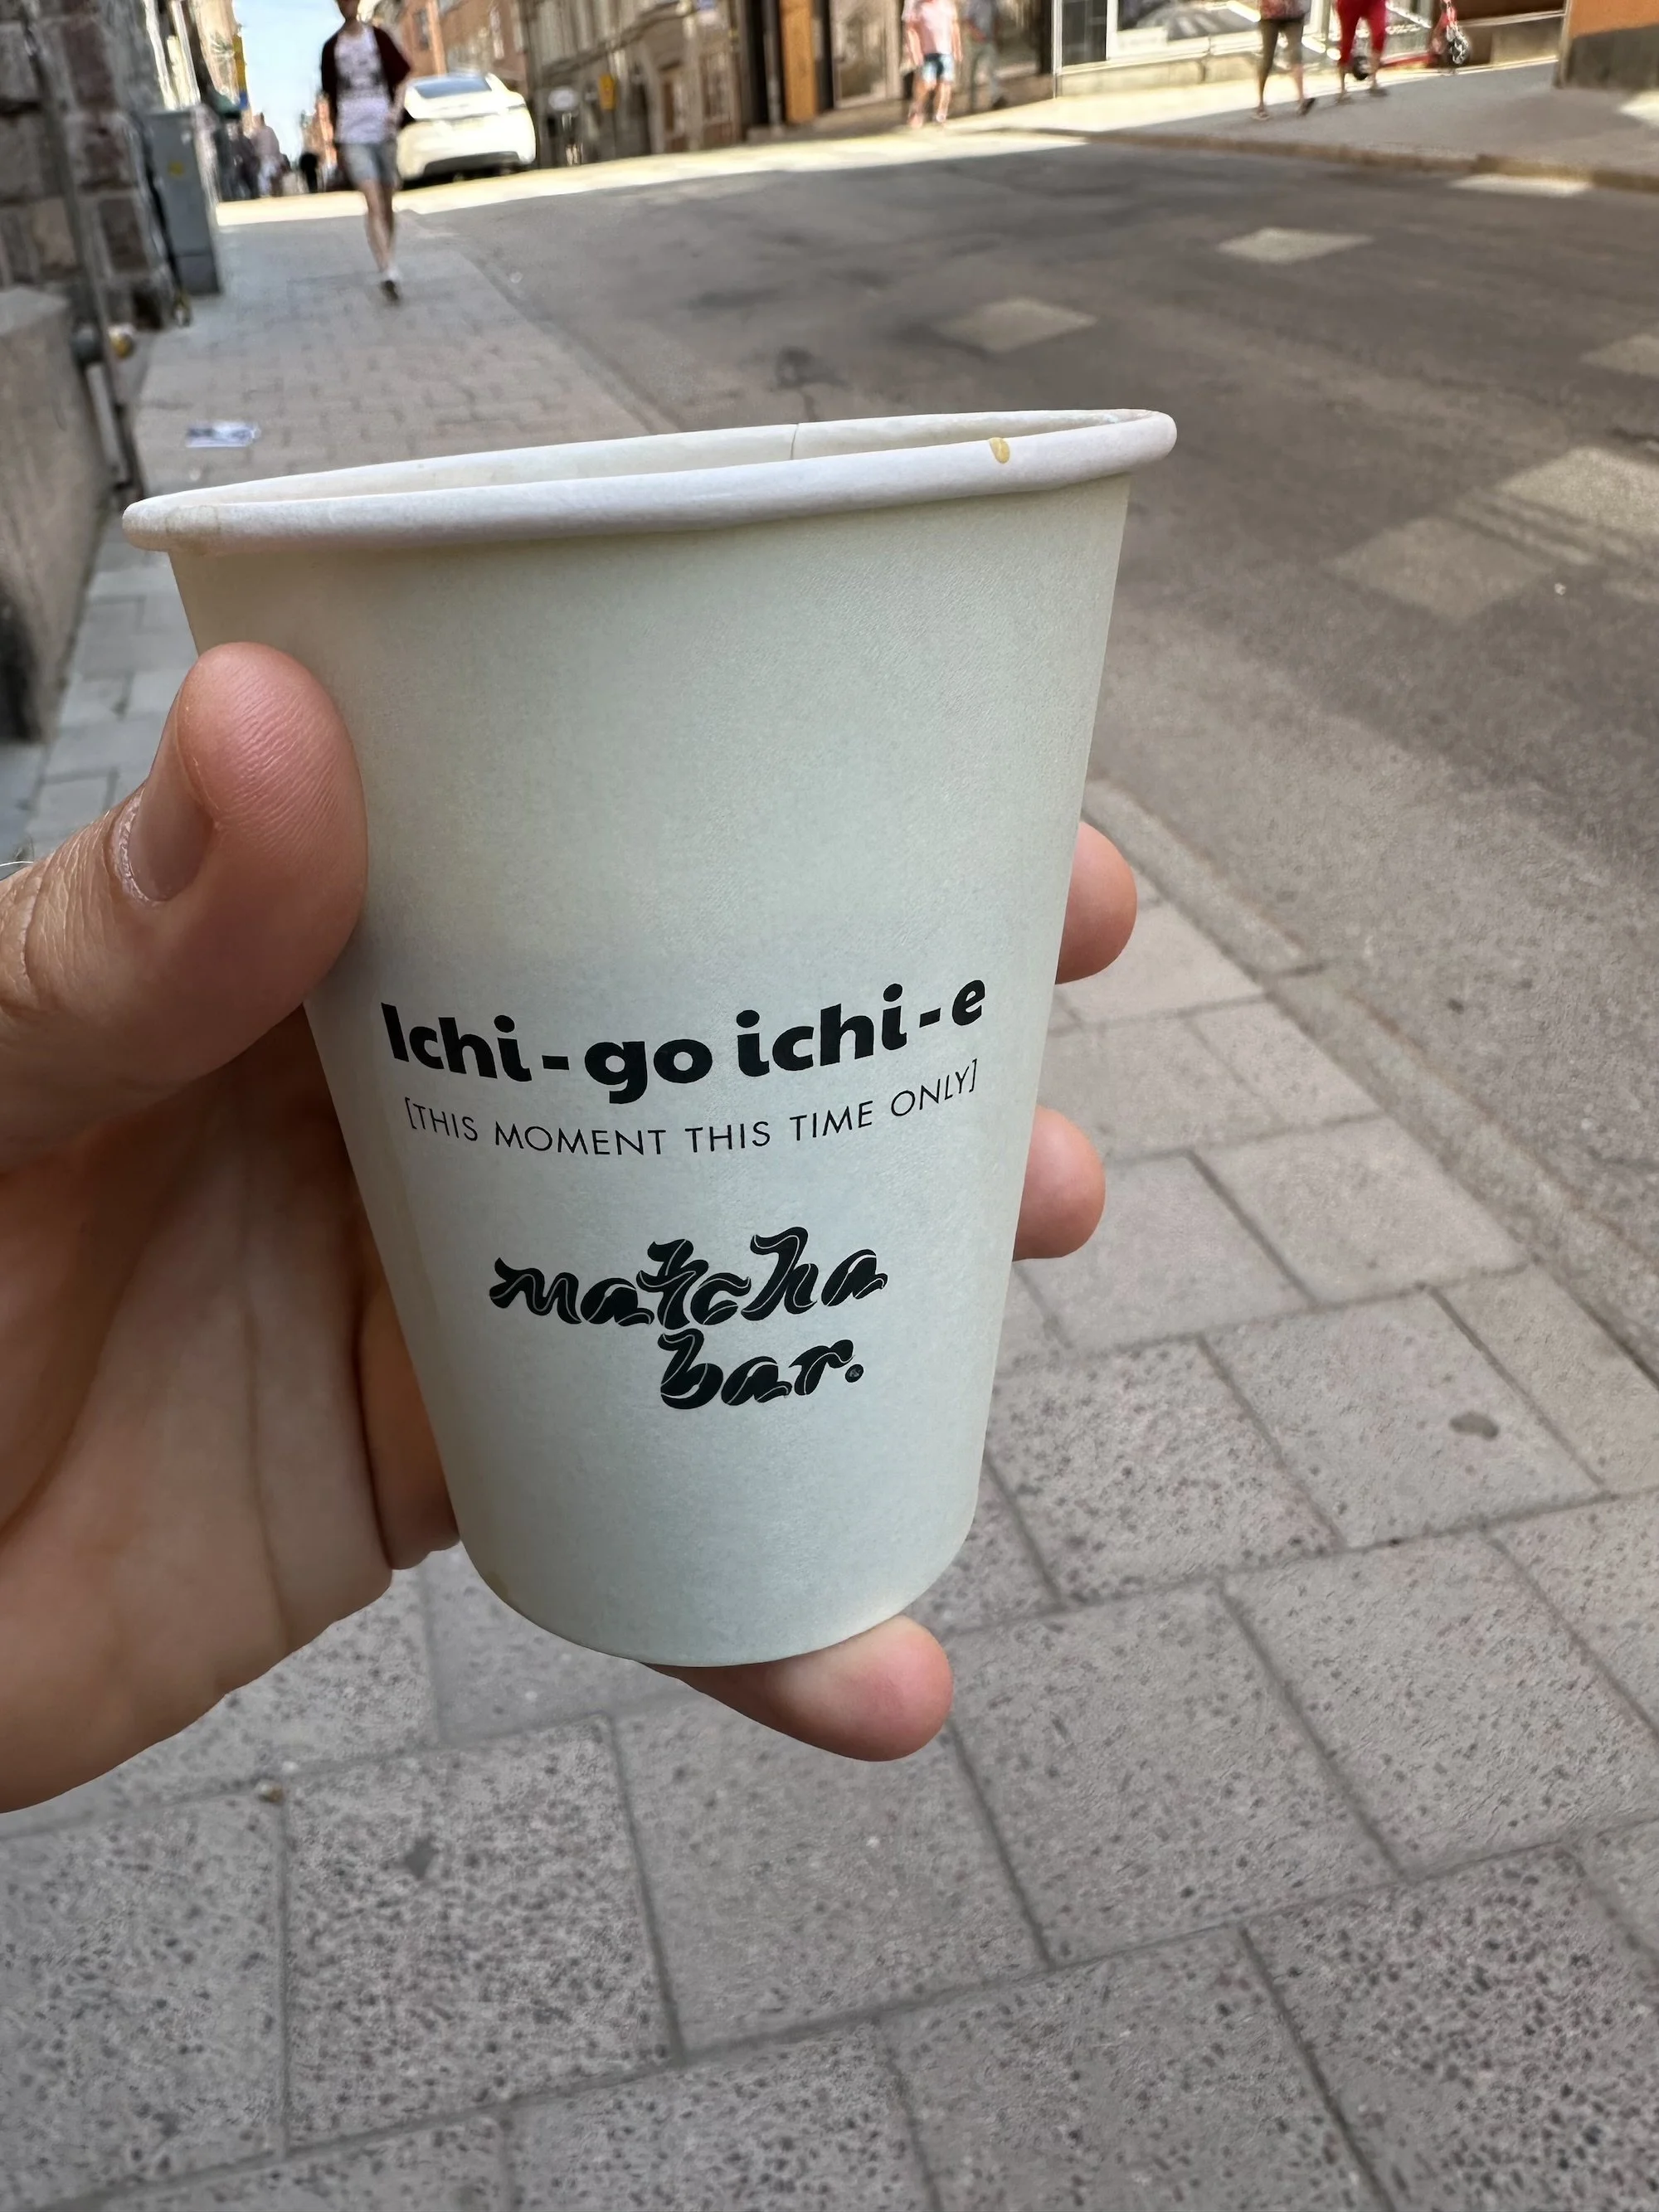 Ichi-go ichi-e
[THIS MOMENT THIS TIME ONLY]
matcha
bar.